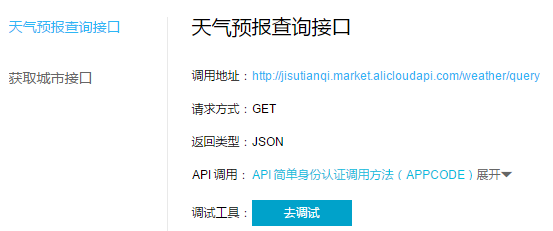 天气预报查询接口
获取城市接口
天气预报查询接口
调用地址：http://jisutianqi.market.alicloudapi.com/weather/query
请求方式：GET
返回类型：JSON
API 调用： API 简单身份认证调用方法（APPCODE）展开
调试工具：去调试